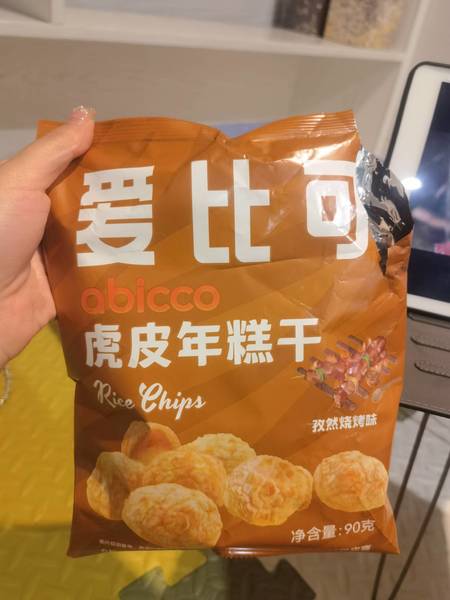 爱比可
abicco
虎皮年糕干
Rice Chips
孜然烧烤味
净含量:90克